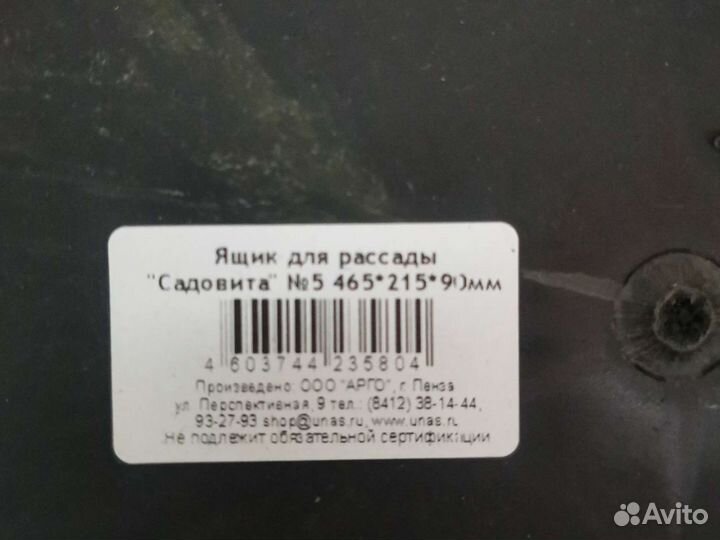 Ящик для рассады
"Садовита" №5 465*215*90мм
4 603744 235804
Произведено: ООО "АРГО", г. Пенза
ул. Перспективная, 9 тел.: (8412) 38-14-44,
93-27-93 shop@unas.ru, www.unas.ru
Не подлежит обязательной сертификации
Avito